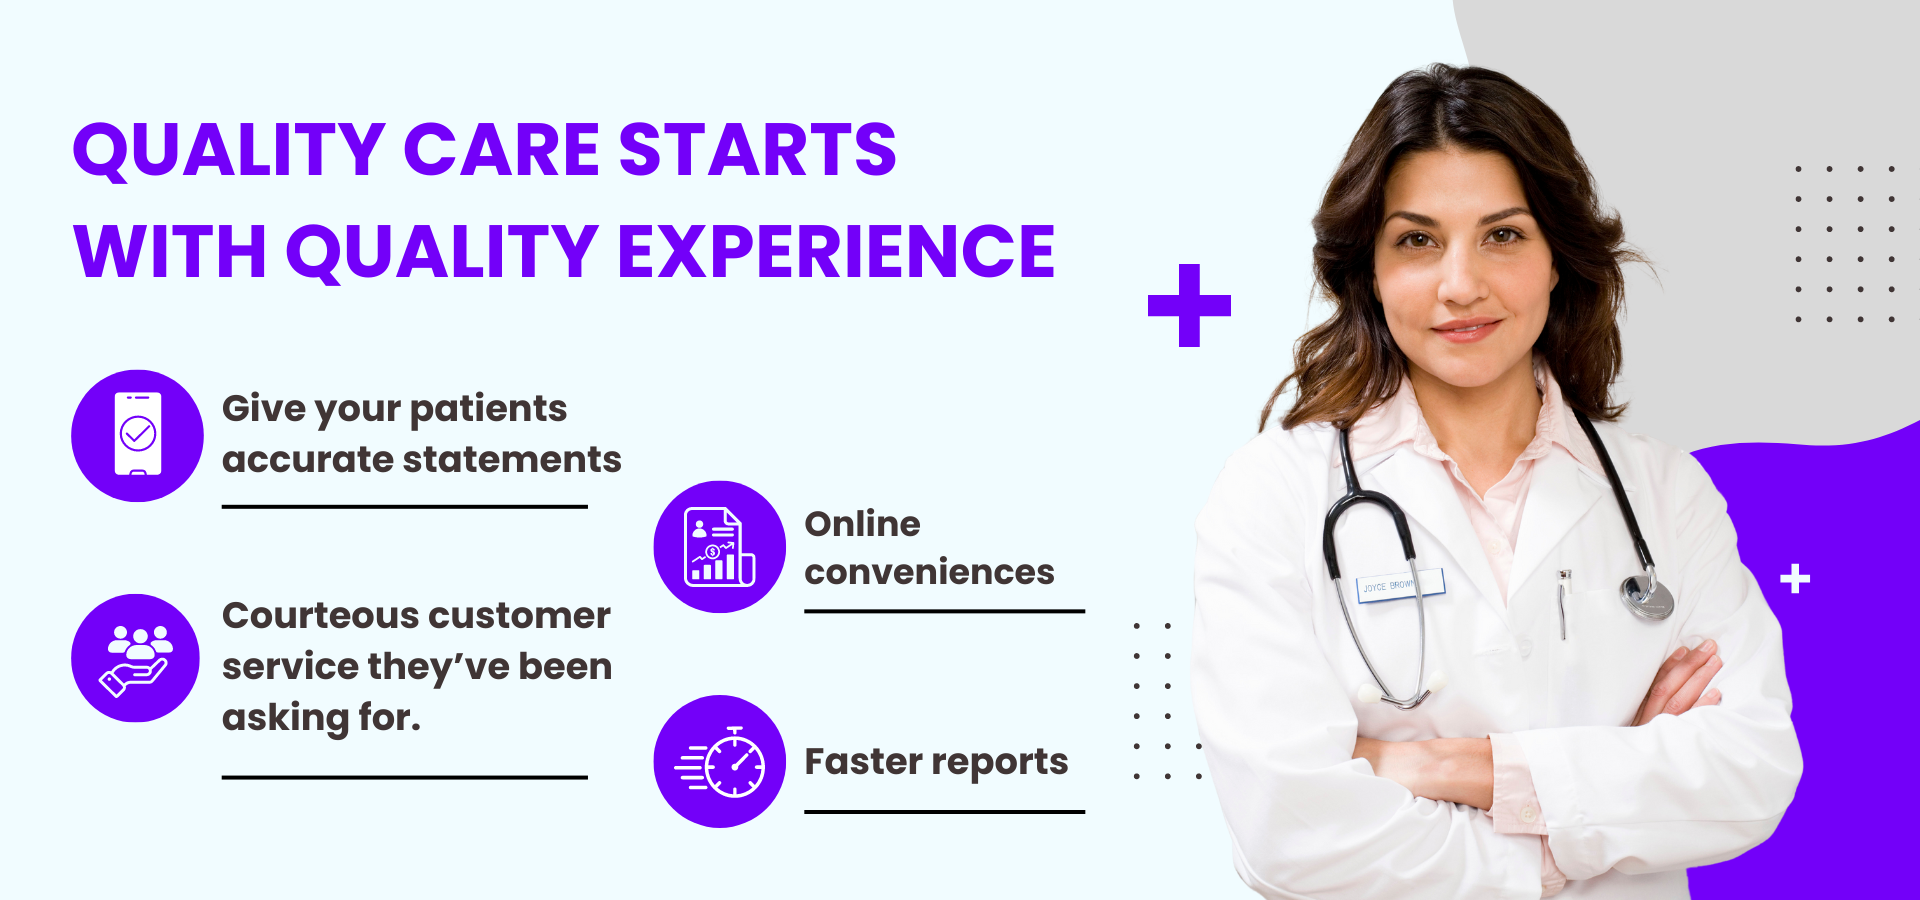 QUALITY CARE STARTS
WITH QUALITY EXPERIENCE
Give your patients
accurate statements
Courteous customer
service they’ve been
asking for.
Online
conveniences
$
Faster reports
JOYCE BROWN